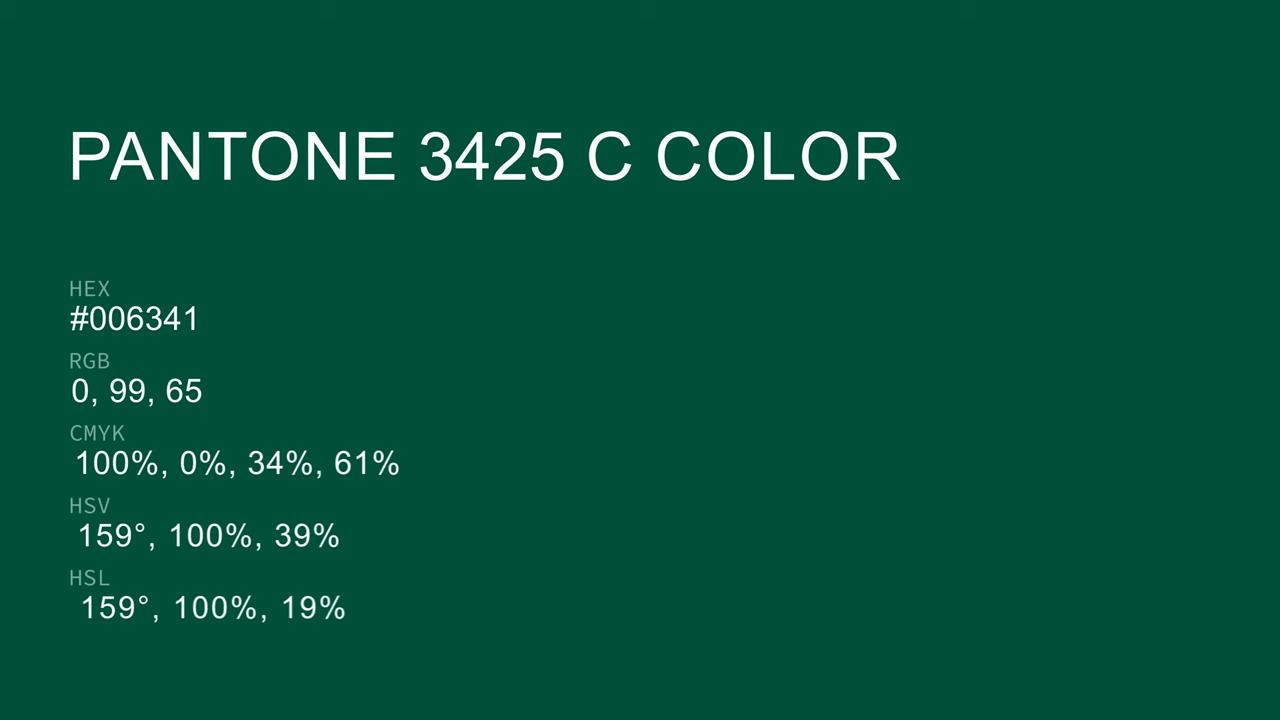 PANTONE 3425 C COLOR
HEX
#006341
RGB
0, 99, 65
CMYK
100%, 0%, 34%, 61%
HSV
159°, 100%, 39%
HSL
159°, 100%, 19%